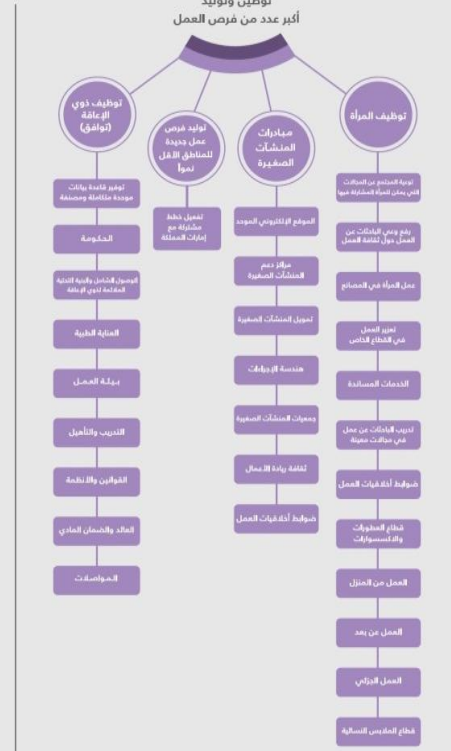 توطين وتوليد
أكبر عدد من فرص العمل
توظيف المرأة
توعية المجتمع عن المجالات
التي يمكن للمرأة المشاركة فيها
رفع وعي الباحثات عن
العمل حول ثقافة العمل
عمل المرأة في المصانع
تعزيز العمل
في القطاع الخاص
الخدمات المساندة
تدريب الباحثات عن عمل
في مجالات معينة
ضوابط أخلاقيات العمل
قطاع العطورات
والاكسسوارات
العمل من المنزل
العمل عن بعد
العمل الجزئي
قطاع الملابس النسائية
مبادرات
المنشآت
الصغيرة
الموقع الإلكتروني الموحد
مراكز دعم
المنشآت الصغيرة
تمويل المنشآت الصغيرة
هندسة الإجراءات
جمعيات المنشآت الصغيرة
ثقافة ريادة الأعمال
ضوابط أخلاقيات العمل
توليد فرص
عمل جديدة
للمناطق الأقل
نمواً
تفعيل خطط
مشتركة مع
إمارات المملكة
توظيف ذوي
الإعاقة
(توافق)
توفير قاعدة بيانات
موحدة متكاملة ومصنفة
الحكومة
الوصول الشامل والبنية التحتية
الملائمة لذوي الإعاقة
العناية الطبية
بيئة العمل
التدريب والتأهيل
القوانين والأنظمة
العائد والضمان المادي
المواصلات